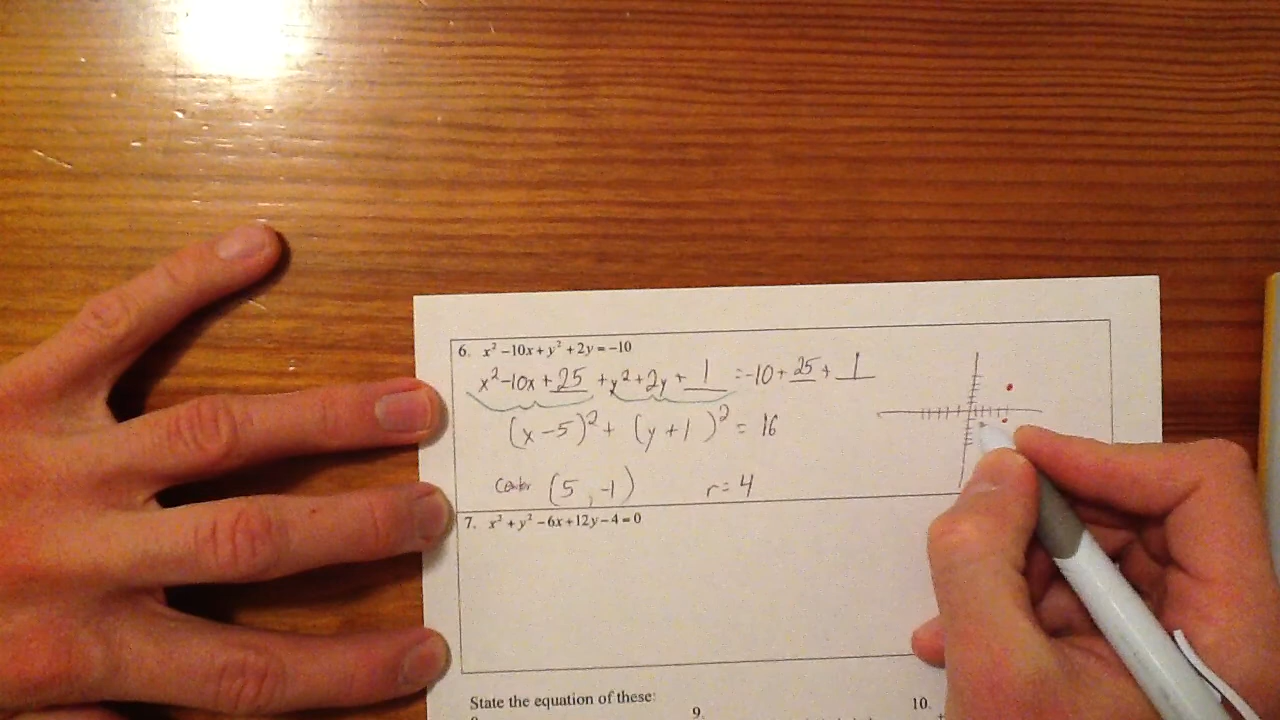 6. x² −10x + y² + 2y = −10
x²−10x + 25 + y² + 2y + 1 = −10 + 25 + 1
(x −5)² + (y +1)² = 16
Center (5, −1) r = 4
7. x² + y² − 6x + 12y − 4 = 0
State the equation of these:
9.
10.